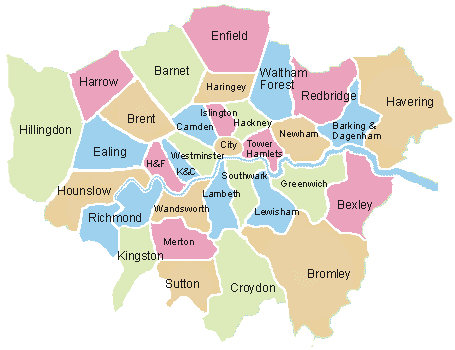 Enfield
Harrow
Barnet
Haringey
Waltham
Forest
Redbridge
Havering
Hillingdon
Brent
Camden
Islington
Hackney
Newham
Barking &
Dagenham
Ealing
H&F
K&C
Westminster
City
Tower
Hamlets
Hounslow
Richmond
Wandsworth
Lambeth
Southwark
Lewisham
Greenwich
Bexley
Kingston
Merton
Sutton
Croydon
Bromley